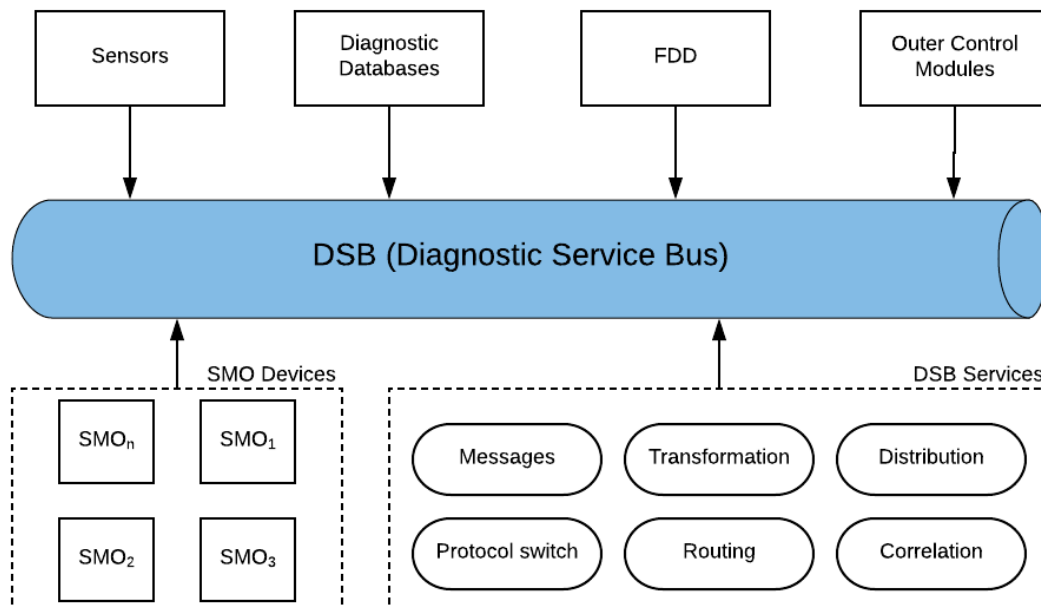 Sensors
Diagnostic
Databases
FDD
Outer Control
Modules
DSB (Diagnostic Service Bus)
SMO Devices
DSB Services
SMOn
SMO1
Messages
Transformation
Distribution
SMO2
SMO3
Protocol switch
Routing
Correlation